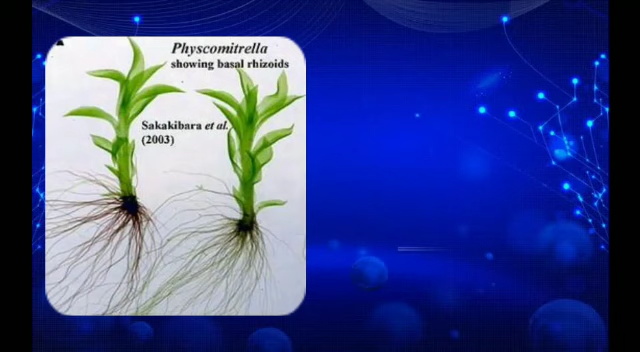 Physcomitrella
showing basal rhizoids
Sakakibara et al.
(2003)